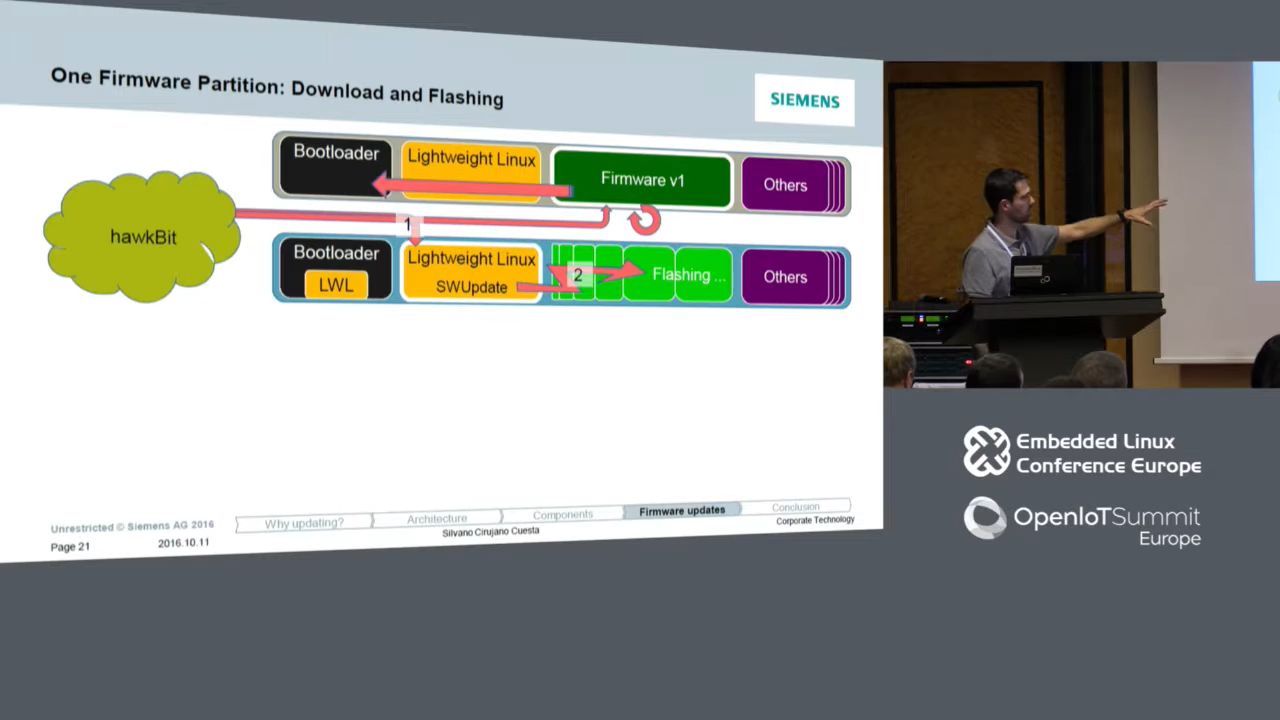 One Firmware Partition: Download and Flashing
SIEMENS
Bootloader
Lightweight Linux
Firmware v1
Others
hawkBit
1
Bootloader
LWL
Lightweight Linux
SWUpdate
2
Flashing ...
Others
Unrestricted © Siemens AG 2016
Page 21
2016.10.11
Why updating?
Architecture
Components
Firmware updates
Conclusion
Silvano Cirujano Cuesta
Corporate Technology
Embedded Linux
Conference Europe
OpenIoTSummit
Europe